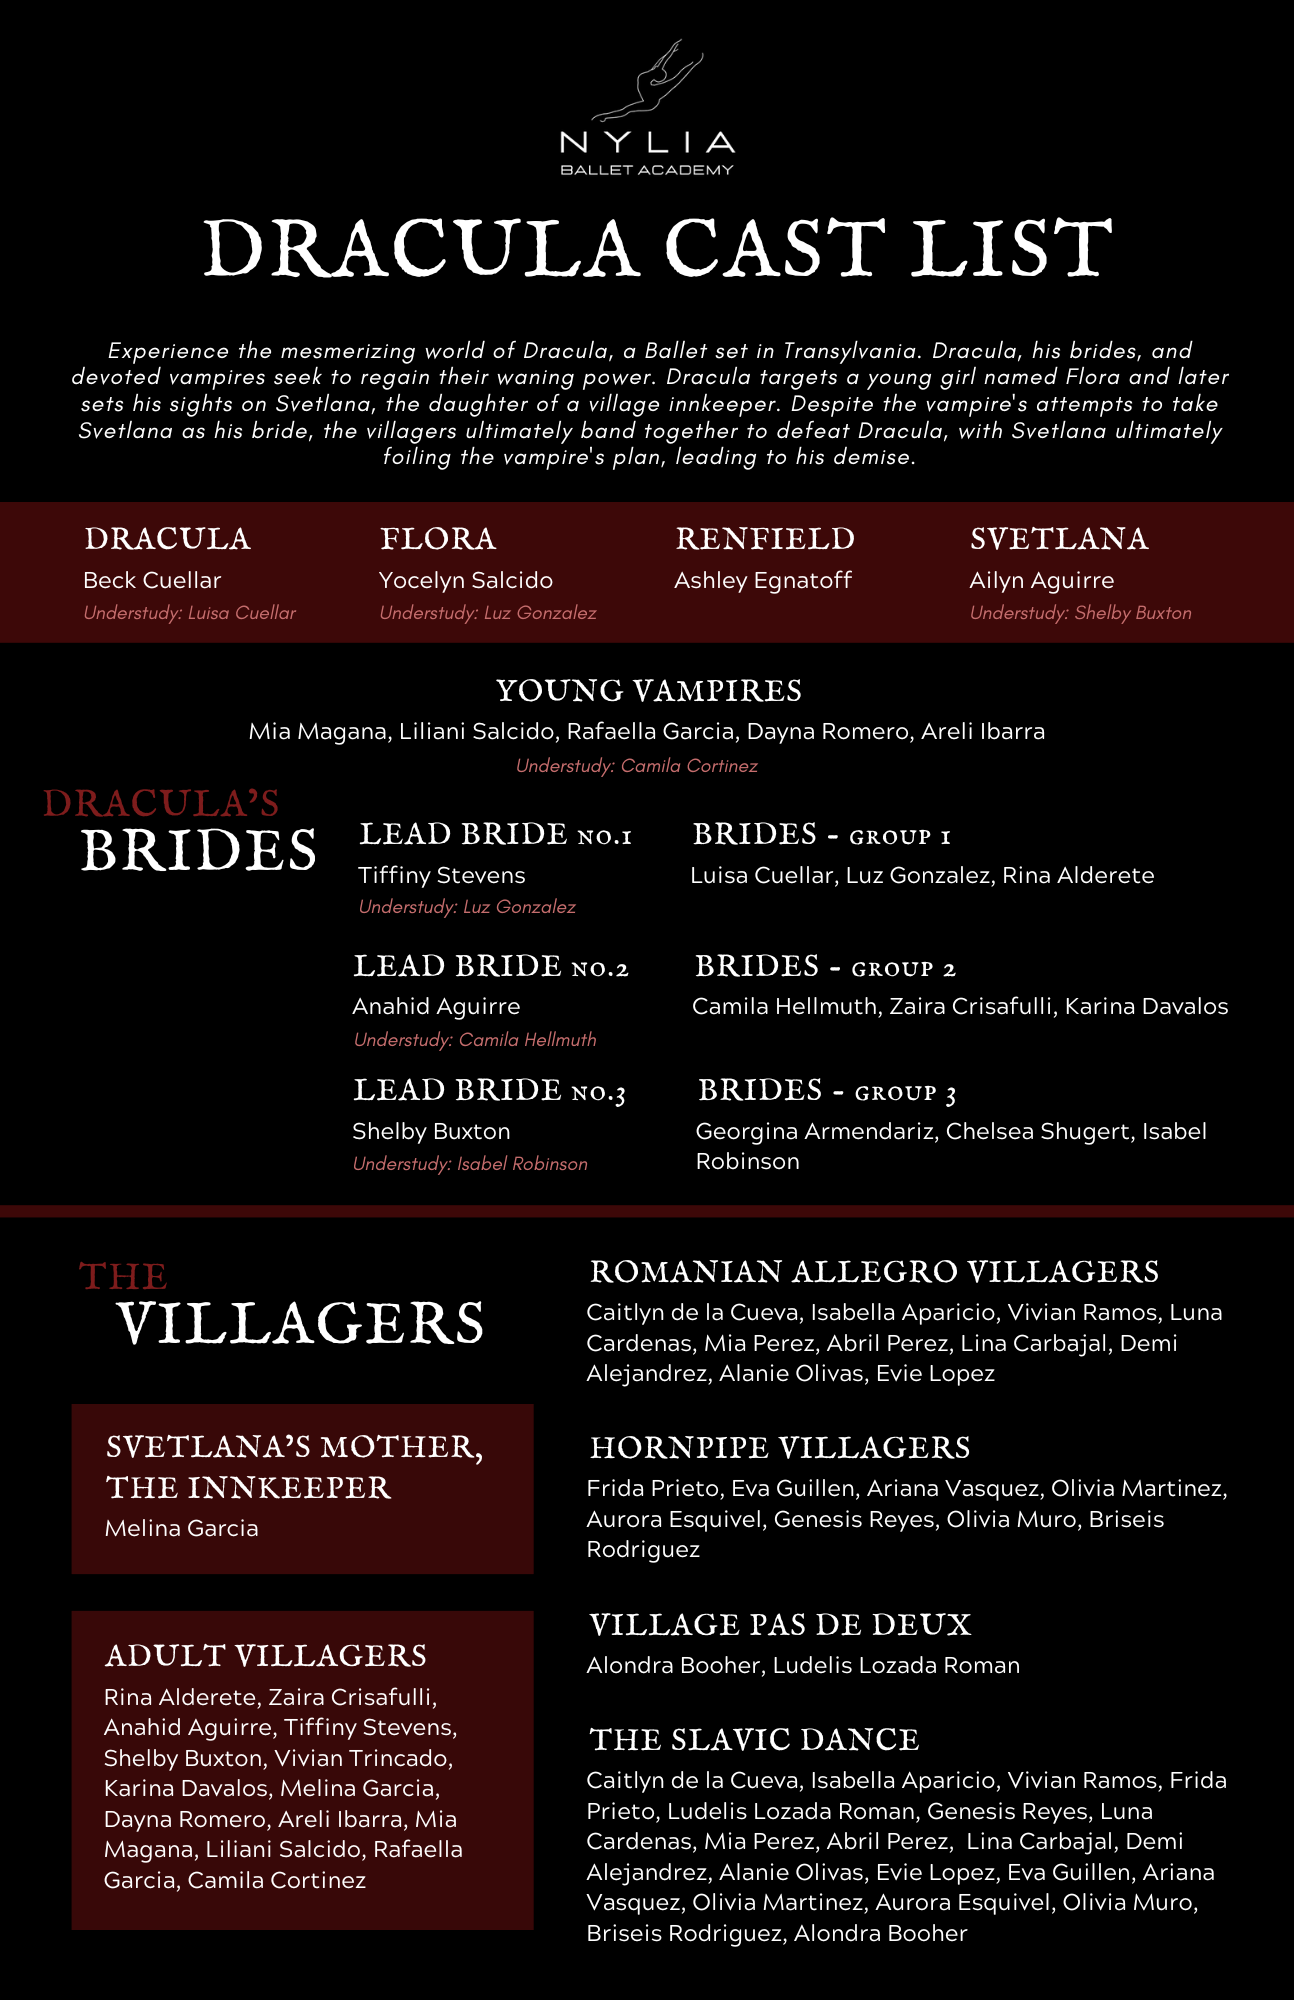 NYLIA
BALLET ACADEMY
DRACULA CAST LIST
Experience the mesmerizing world of Dracula, a Ballet set in Transylvania. Dracula, his brides, and
devoted vampires seek to regain their waning power. Dracula targets a young girl named Flora and later
sets his sights on Svetlana, the daughter of a village innkeeper. Despite the vampire's attempts to take
Svetlana as his bride, the villagers ultimately band together to defeat Dracula, with Svetlana ultimately
foiling the vampire's plan, leading to his demise.
DRACULA
Beck Cuellar
Understudy: Luisa Cuellar
FLORA
Yocelyn Salcido
Understudy: Luz Gonzalez
RENFIELD
Ashley Egnatoff
SVETLANA
Ailyn Aguirre
Understudy: Shelby Buxton
YOUNG VAMPIRES
Mia Magana, Liliani Salcido, Rafaella Garcia, Dayna Romero, Areli Ibarra
Understudy: Camila Cortinez
DRACULA'S
BRIDES
LEAD BRIDE NO.1
Tiffiny Stevens
Understudy: Luz Gonzalez
BRIDES - GROUP 1
Luisa Cuellar, Luz Gonzalez, Rina Alderete
LEAD BRIDE NO.2
Anahid Aguirre
Understudy: Camila Hellmuth
BRIDES - GROUP 2
Camila Hellmuth, Zaira Crisafulli, Karina Davalos
LEAD BRIDE NO.3
Shelby Buxton
Understudy: Isabel Robinson
BRIDES - GROUP 3
Georgina Armendariz, Chelsea Shugert, Isabel
Robinson
THE
VILLAGERS
SVETLANA'S MOTHER,
THE INNKEEPER
Melina Garcia
ADULT VILLAGERS
Rina Alderete, Zaira Crisafulli,
Anahid Aguirre, Tiffiny Stevens,
Shelby Buxton, Vivian Trincado,
Karina Davalos, Melina Garcia,
Dayna Romero, Areli Ibarra, Mia
Magana, Liliani Salcido, Rafaella
Garcia, Camila Cortinez
ROMANIAN ALLEGRO VILLAGERS
Caitlyn de la Cueva, Isabella Aparicio, Vivian Ramos, Luna
Cardenas, Mia Perez, Abril Perez, Lina Carbajal, Demi
Alejandrez, Alanie Olivas, Evie Lopez
HORNPIPE VILLAGERS
Frida Prieto, Eva Guillen, Ariana Vasquez, Olivia Martinez,
Aurora Esquivel, Genesis Reyes, Olivia Muro, Briseis
Rodriguez
VILLAGE PAS DE DEUX
Alondra Booher, Ludelis Lozada Roman
THE SLAVIC DANCE
Caitlyn de la Cueva, Isabella Aparicio, Vivian Ramos, Frida
Prieto, Ludelis Lozada Roman, Genesis Reyes, Luna
Cardenas, Mia Perez, Abril Perez, Lina Carbajal, Demi
Alejandrez, Alanie Olivas, Evie Lopez, Eva Guillen, Ariana
Vasquez, Olivia Martinez, Aurora Esquivel, Olivia Muro,
Briseis Rodriguez, Alondra Booher